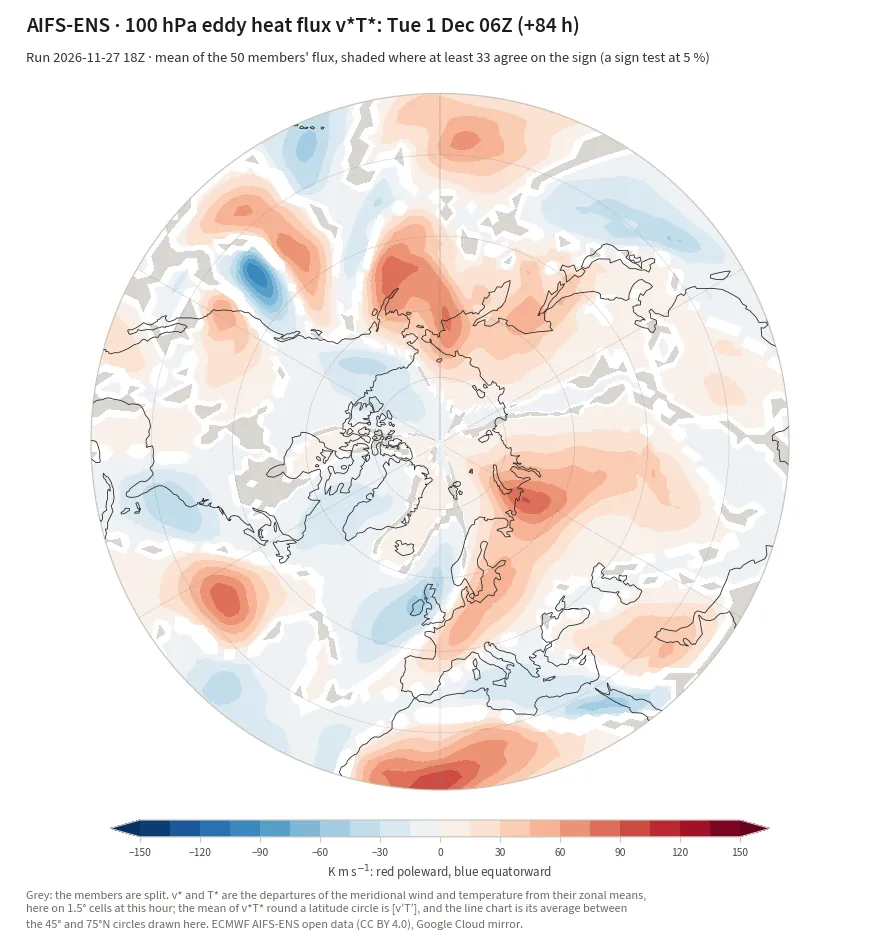 AIFS-ENS · 100 hPa eddy heat flux v*T*: Tue 1 Dec 06Z (+84 h)
Run 2026-11-27 18Z · mean of the 50 members' flux, shaded where at least 33 agree on the sign (a sign test at 5 %)
−150 −120 −90 −60 −30 0 30 60 90 120 150
K m s⁻¹: red poleward, blue equatorward
Grey: the members are split. v* and T* are the departures of the meridional wind and temperature from their zonal means,
here on 1.5° cells at this hour; the mean of v*T* round a latitude circle is [v′T′], and the line chart is its average between
the 45° and 75°N circles drawn here. ECMWF AIFS-ENS open data (CC BY 4.0), Google Cloud mirror.